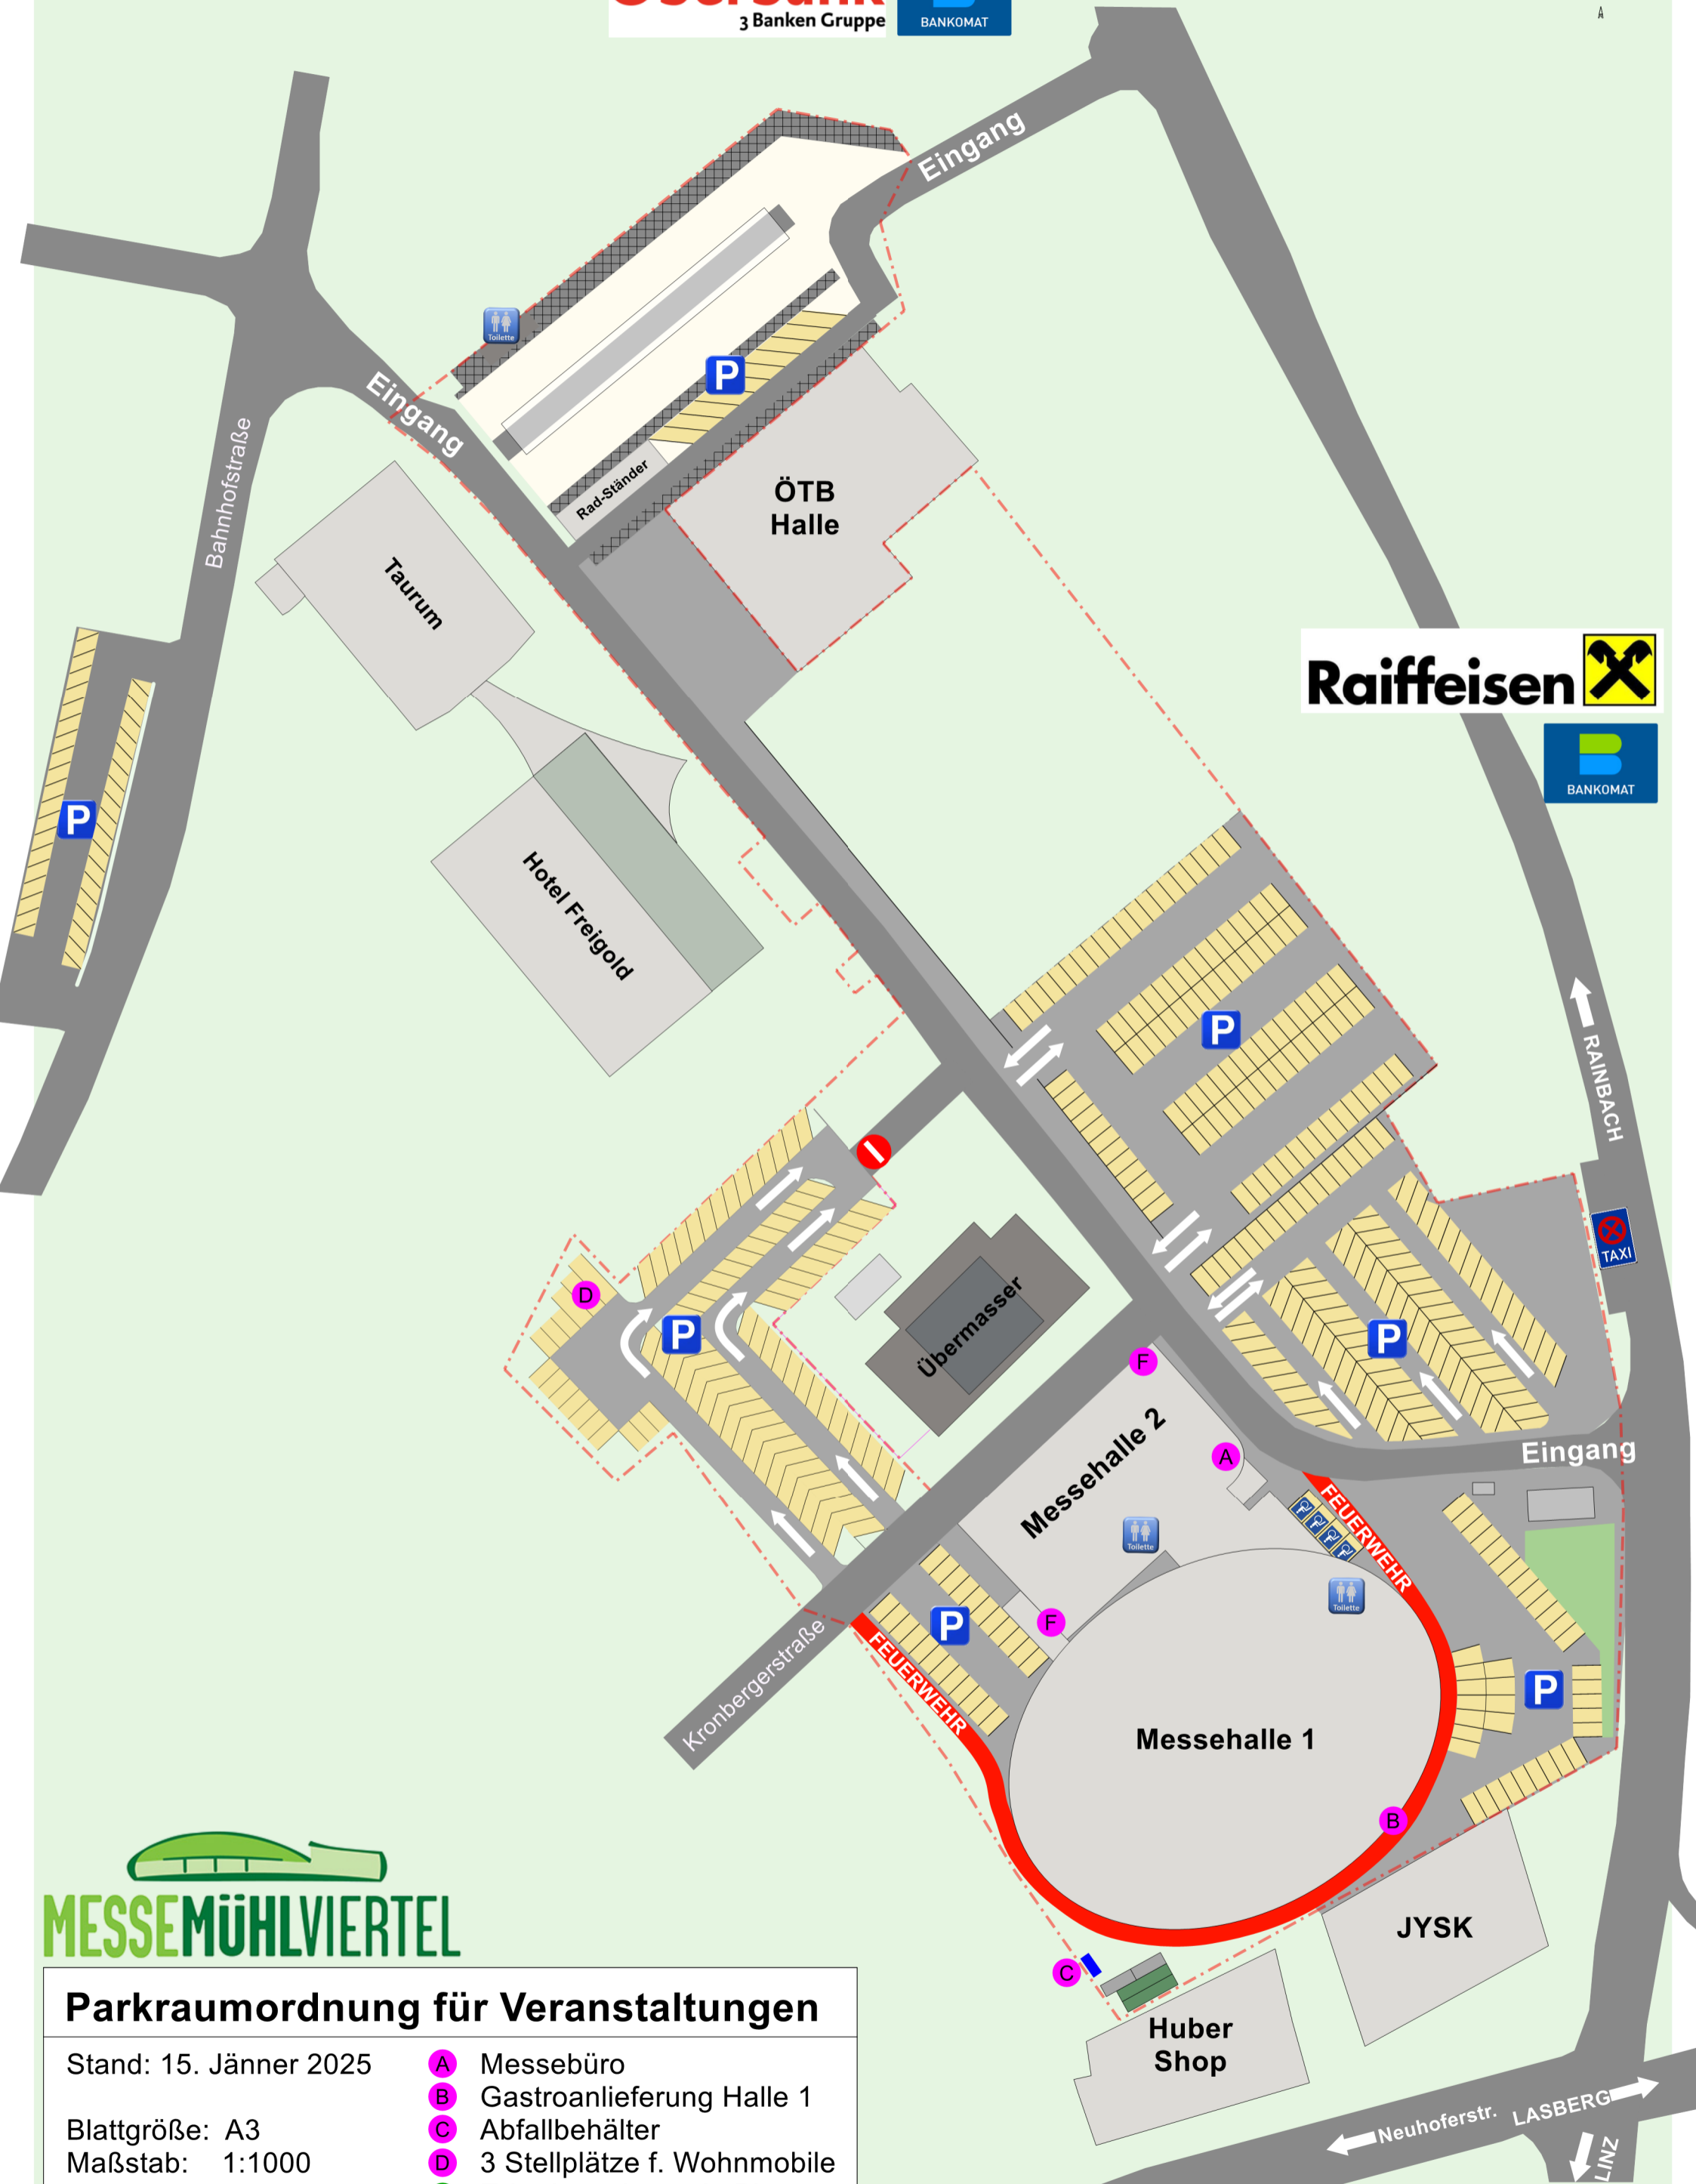 3 Banken Gruppe
BANKOMAT
Eingang
Toilette
P
Eingang
Rad-Ständer
ÖTB
Halle
Bahnhofstraße
Taurum
Raiffeisen
BANKOMAT
P
Hotel Freigold
P
RAINBACH
TAXI
D
P
Übermasser
F
P
Eingang
A
Messehalle 2
Toilette
FEUERWEHR
Toilette
F
P
Kronbergerstraße
FEUERWEHR
P
Messehalle 1
B
MESSEMÜHLVIERTEL
JYSK
C
Huber
Shop
Parkraumordnung für Veranstaltungen
Stand: 15. Jänner 2025
A Messebüro
B Gastroanlieferung Halle 1
Blattgröße: A3
C Abfallbehälter
Maßstab: 1:1000
D 3 Stellplätze f. Wohnmobile
Neuhoferstr.
LASBERG
LINZ